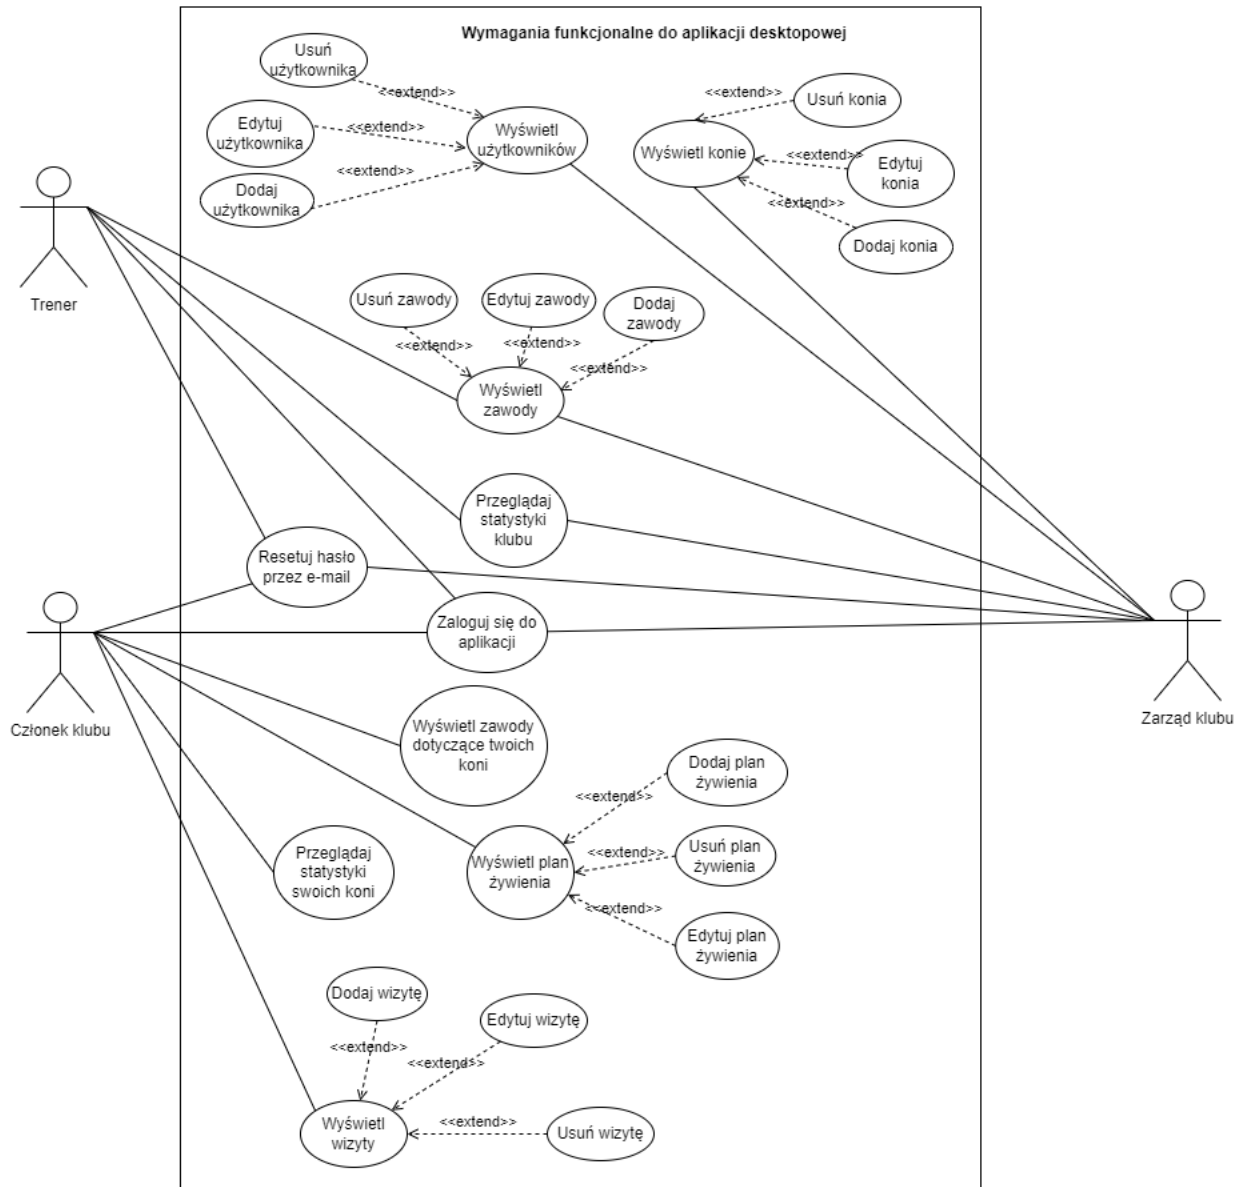 Wymagania funkcjonalne do aplikacji desktopowej
Usuń
użytkownika
<<extend>>
Edytuj
użytkownika
<<extend>>
Dodaj
użytkownika
<<extend>>
Wyświetl
użytkowników
Wyświetl konie
<<extend>>
Usuń konia
<<extend>>
Edytuj
konia
<<extend>>
Dodaj konia
Trener
Usuń zawody
Edytuj zawody
Dodaj
zawody
<<extend>>
<<extend>>
<<extend>>
Wyświetl
zawody
Przeglądaj
statystyki
klubu
Resetuj hasło
przez e-mail
Zaloguj się do
aplikacji
Członek klubu
Zarząd klubu
Wyświetl zawody
dotyczące twoich
koni
Przeglądaj
statystyki
swoich koni
Wyświetl plan
żywienia
Dodaj plan
żywienia
<<extend>>
Usuń plan
żywienia
<<extend>>
Edytuj plan
żywienia
<<extend>>
Dodaj wizytę
Edytuj wizytę
<<extend>>
<<extend>>
Wyświetl
wizyty
<<extend>>
Usuń wizytę